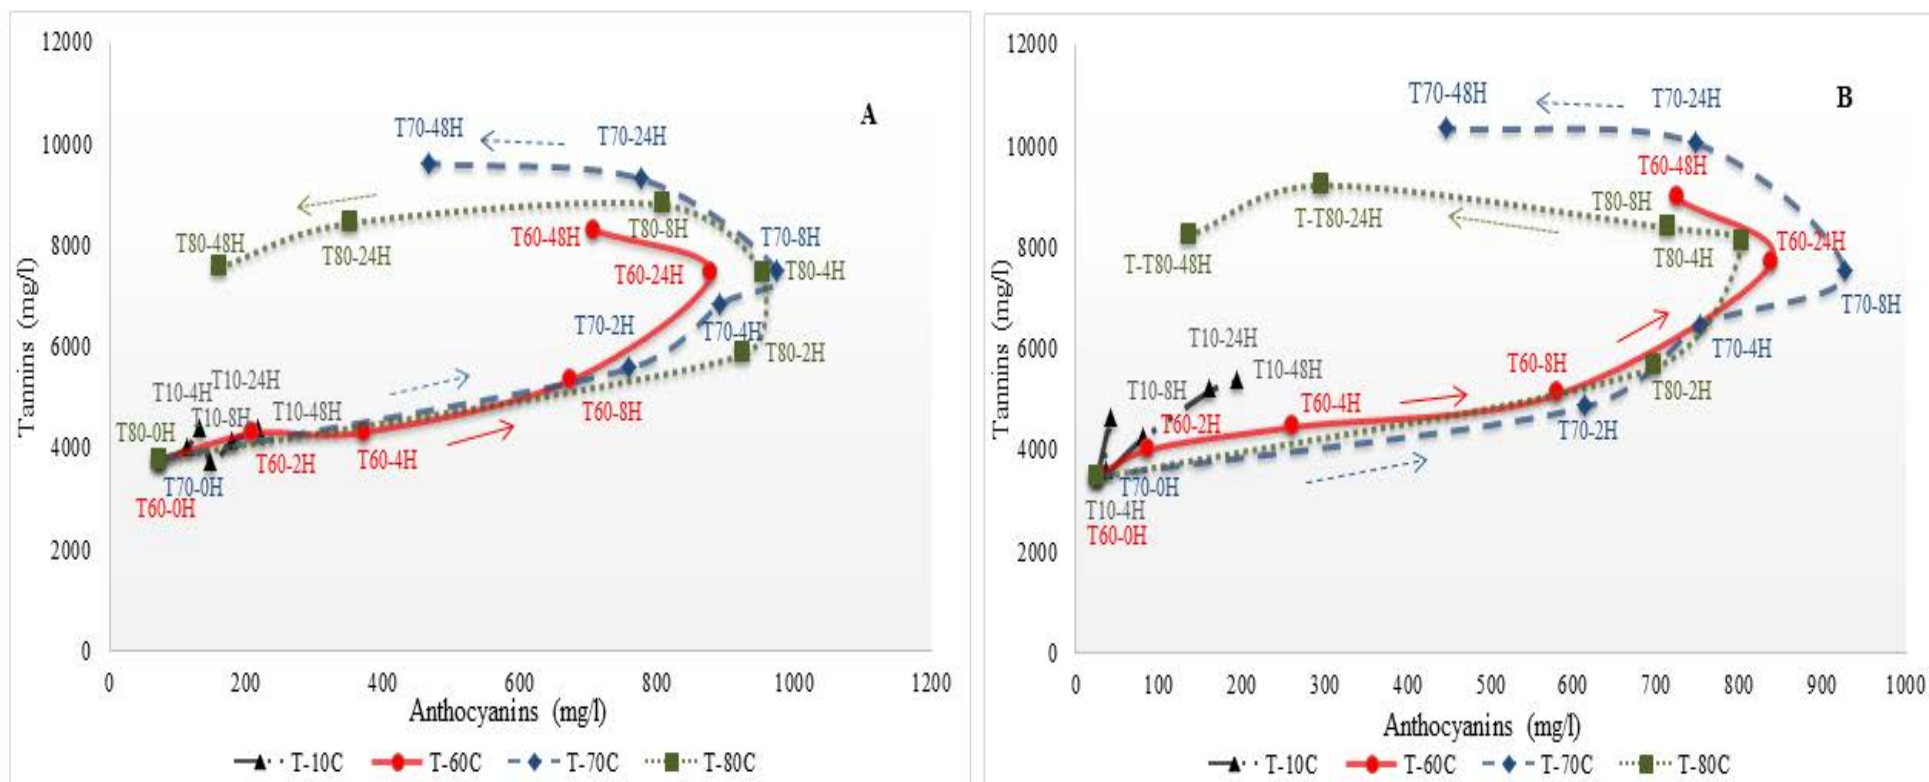 12000
10000
8000
6000
4000
2000
0
Tannins (mg/l)
A
T70-48H
T70-24H
T80-48H
T80-24H
T60-48H
T80-8H
T70-8H
T60-24H
T80-4H
T70-2H
T70-4H
T80-2H
T10-4H
T10-24H
T10-8H
T10-48H
T80-0H
T60-2H
T60-4H
T60-8H
T70-0H
T60-0H
0 200 400 600 800 1000 1200
Anthocyanins (mg/l)
T-10C T-60C T-70C T-80C
12000
10000
8000
6000
4000
2000
0
Tannins (mg/l)
B
T70-48H
T70-24H
T60-48H
T80-8H
T-T80-24H
T60-24H
T-T80-48H
T80-4H
T70-8H
T10-24H
T70-4H
T10-48H
T10-8H
T60-8H
T80-2H
T60-2H
T60-4H
T70-2H
T70-0H
T10-4H
T60-0H
0 100 200 300 400 500 600 700 800 900 1000
Anthocyanins (mg/l)
T-10C T-60C T-70C T-80C